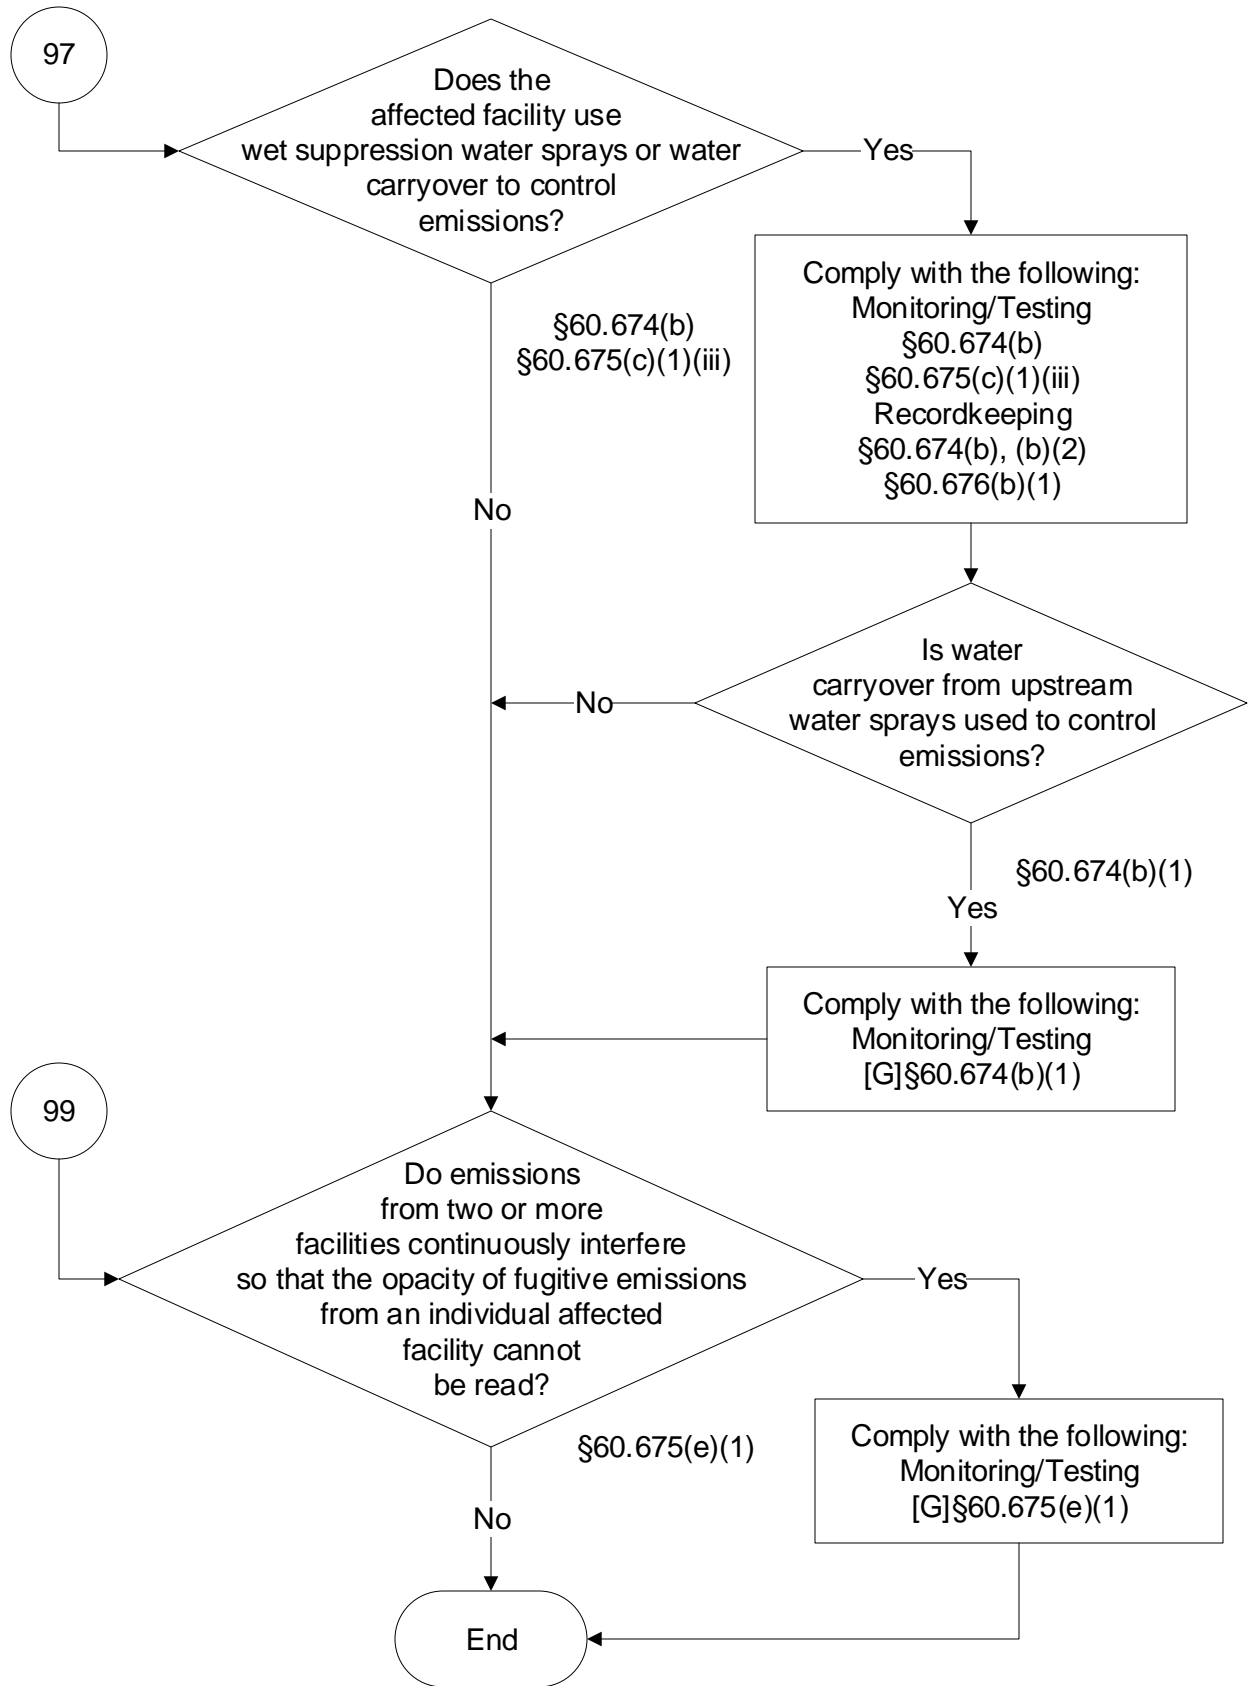 97
Does the
affected facility use
wet suppression water sprays or water
carryover to control
emissions?
Yes
§60.674(b)
§60.675(c)(1)(iii)
No
Comply with the following:
Monitoring/Testing
§60.674(b)
§60.675(c)(1)(iii)
Recordkeeping
§60.674(b), (b)(2)
§60.676(b)(1)
Is water
carryover from upstream
water sprays used to control
emissions?
No
§60.674(b)(1)
Yes
Comply with the following:
Monitoring/Testing
[G]§60.674(b)(1)
99
Do emissions
from two or more
facilities continuously interfere
so that the opacity of fugitive emissions
from an individual affected
facility cannot
be read?
Yes
§60.675(e)(1)
No
Comply with the following:
Monitoring/Testing
[G]§60.675(e)(1)
End